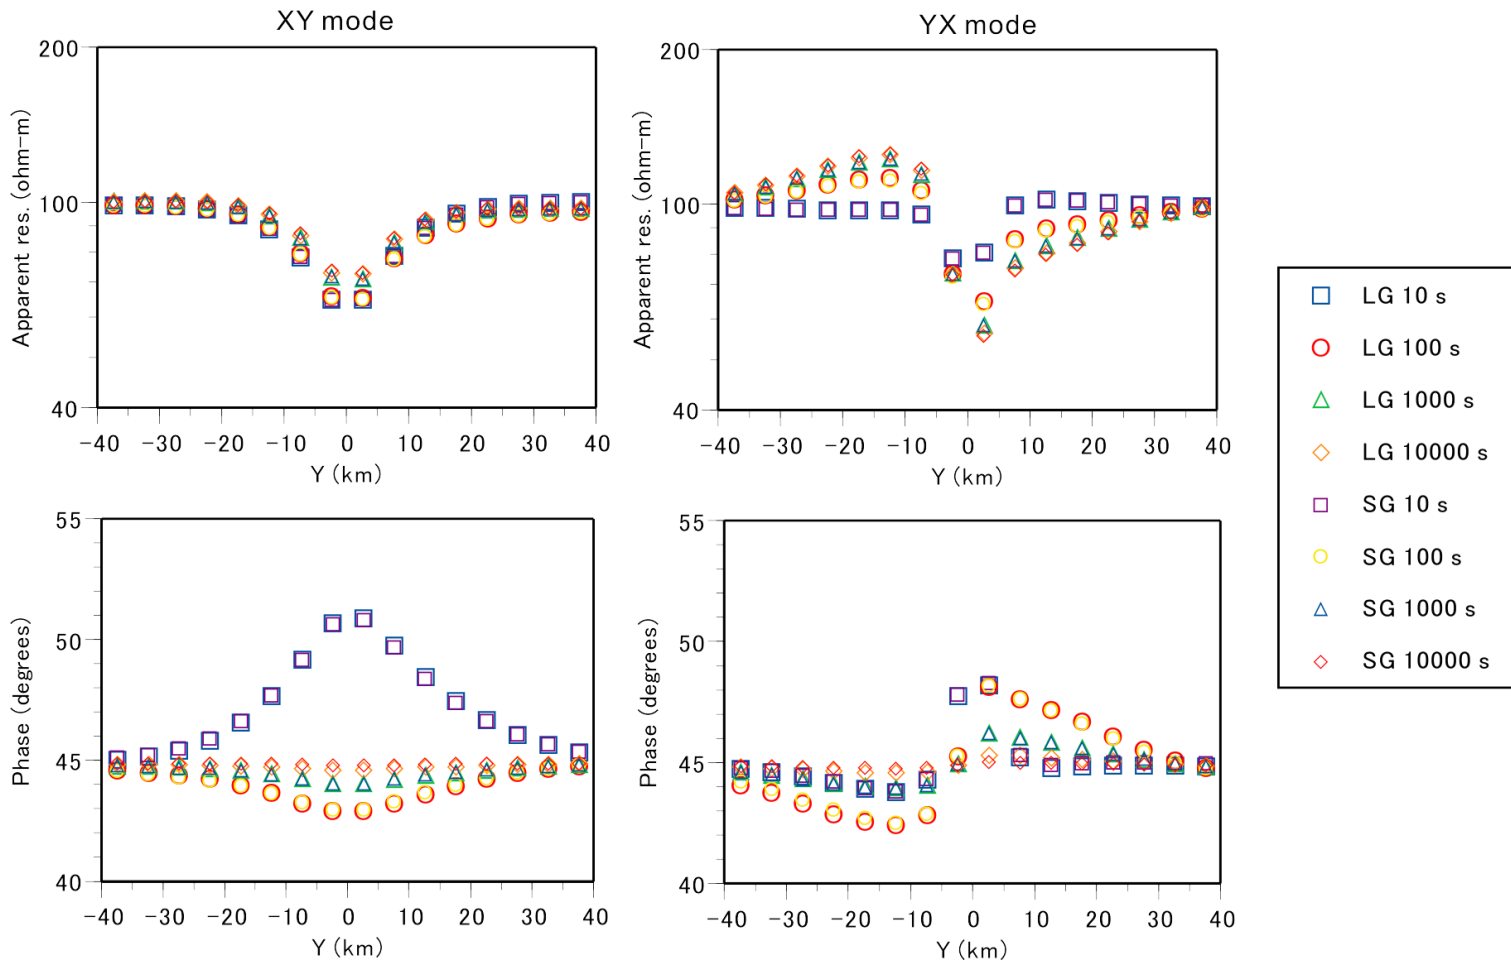 XY mode
YX mode
200
100
40
Apparent res. (ohm-m)
-40 -30 -20 -10 0 10 20 30 40
Y (km)
200
100
40
Apparent res. (ohm-m)
-40 -30 -20 -10 0 10 20 30 40
Y (km)
55
50
45
40
Phase (degrees)
-40 -30 -20 -10 0 10 20 30 40
Y (km)
55
50
45
40
Phase (degrees)
-40 -30 -20 -10 0 10 20 30 40
Y (km)
LG 10 s
LG 100 s
LG 1000 s
LG 10000 s
SG 10 s
SG 100 s
SG 1000 s
SG 10000 s